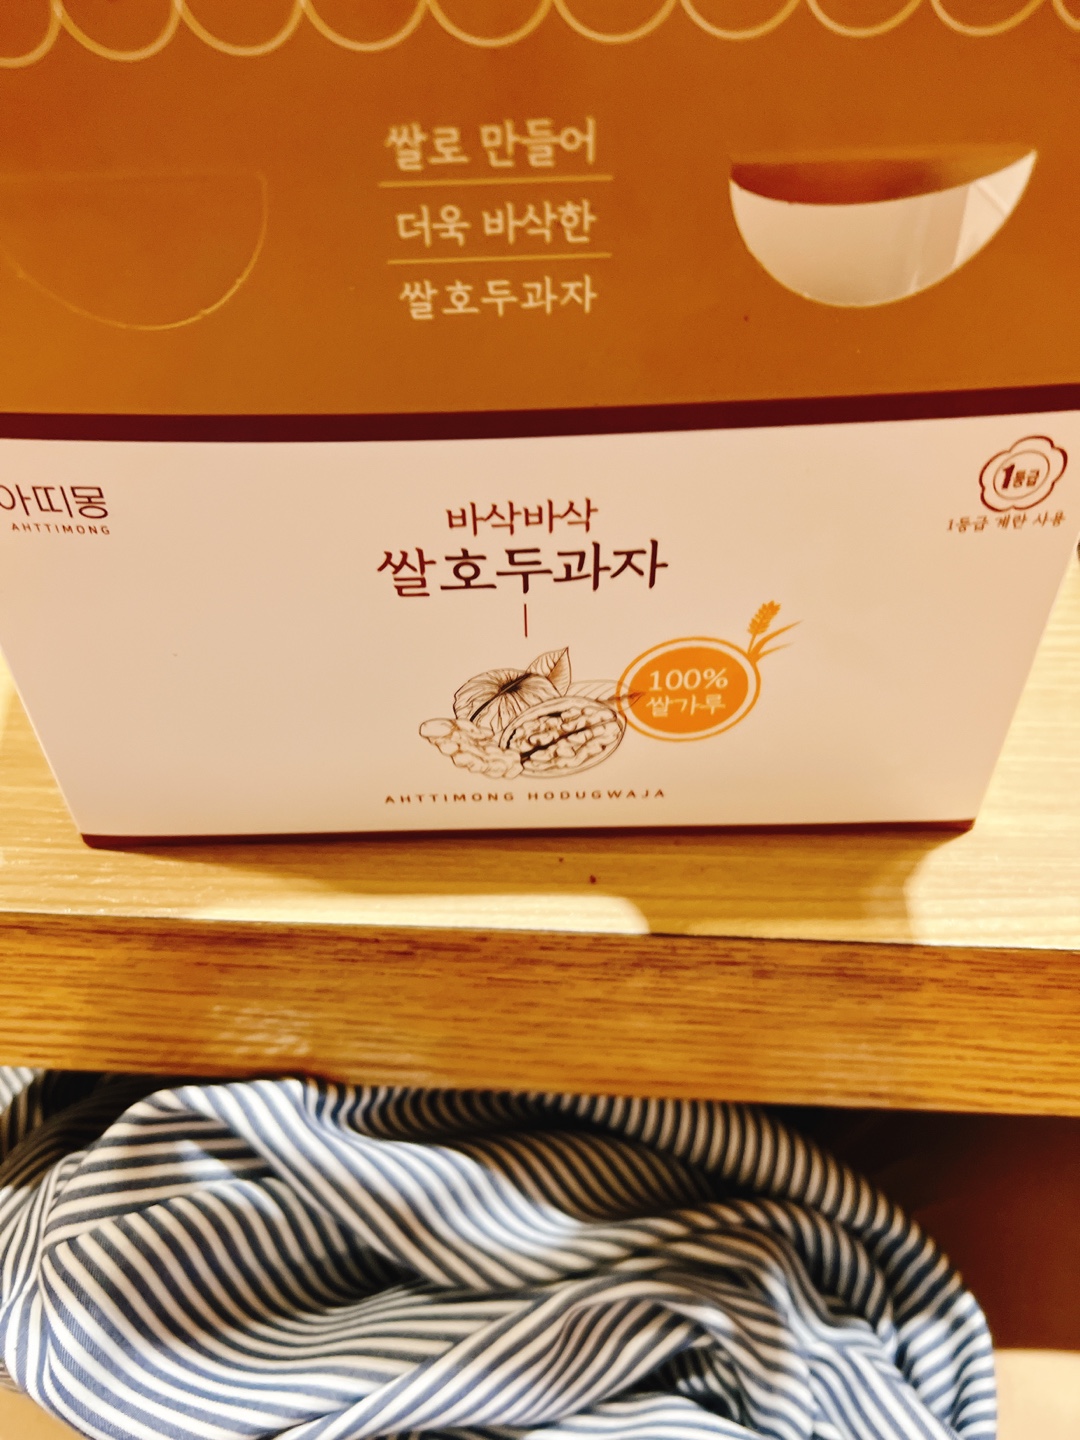 쌀로 만들어
더욱 바삭한
쌀호두과자
아띠몽
AHTTIMONG
1등급
1등급 계란 사용
바삭바삭
쌀호두과자
100%
쌀가루
AHTTIMONG HODUGWAJA